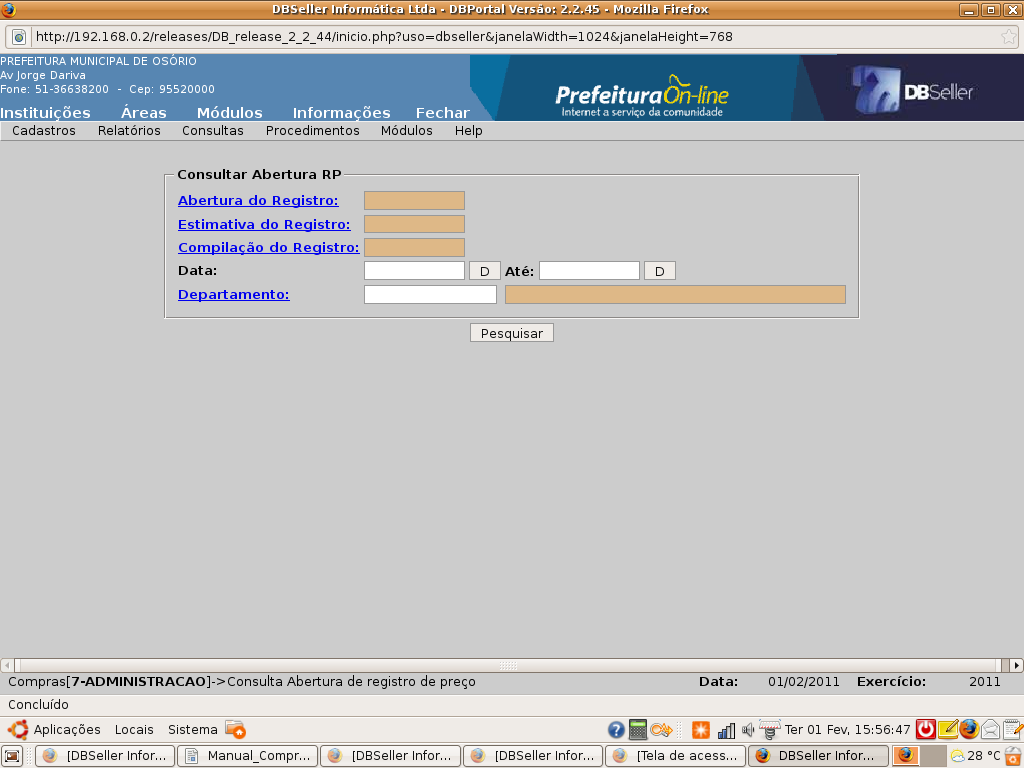 DBSeller Informática Ltda - DBPortal Versão: 2.2.45 - Mozilla Firefox
http://192.168.0.2/releases/DB_release_2_2_44/inicio.php?uso=dbseller&janelaWidth=1024&janelaHeight=768
PREFEITURA MUNICIPAL DE OSÓRIO
Av Jorge Dariva
Fone: 51-36638200 - Cep: 95520000
PrefeituraOn-line
Internet a serviço da comunidade
DBSeller
Instituições Áreas Módulos Informações Fechar
Cadastros Relatórios Consultas Procedimentos Módulos Help
Consultar Abertura RP
Abertura do Registro:
Estimativa do Registro:
Compilação do Registro:
Data: D Até: D
Departamento:
Pesquisar
Compras[7-ADMINISTRACAO]->Consulta Abertura de registro de preço Data: 01/02/2011 Exercício: 2011
Concluído
Aplicações Locais Sistema Ter 01 Fev, 15:56:47
[DBSeller Infor... Manual_Compr... [DBSeller Infor... [DBSeller Infor... [Tela de acess... DBSeller Infor... 28 °C